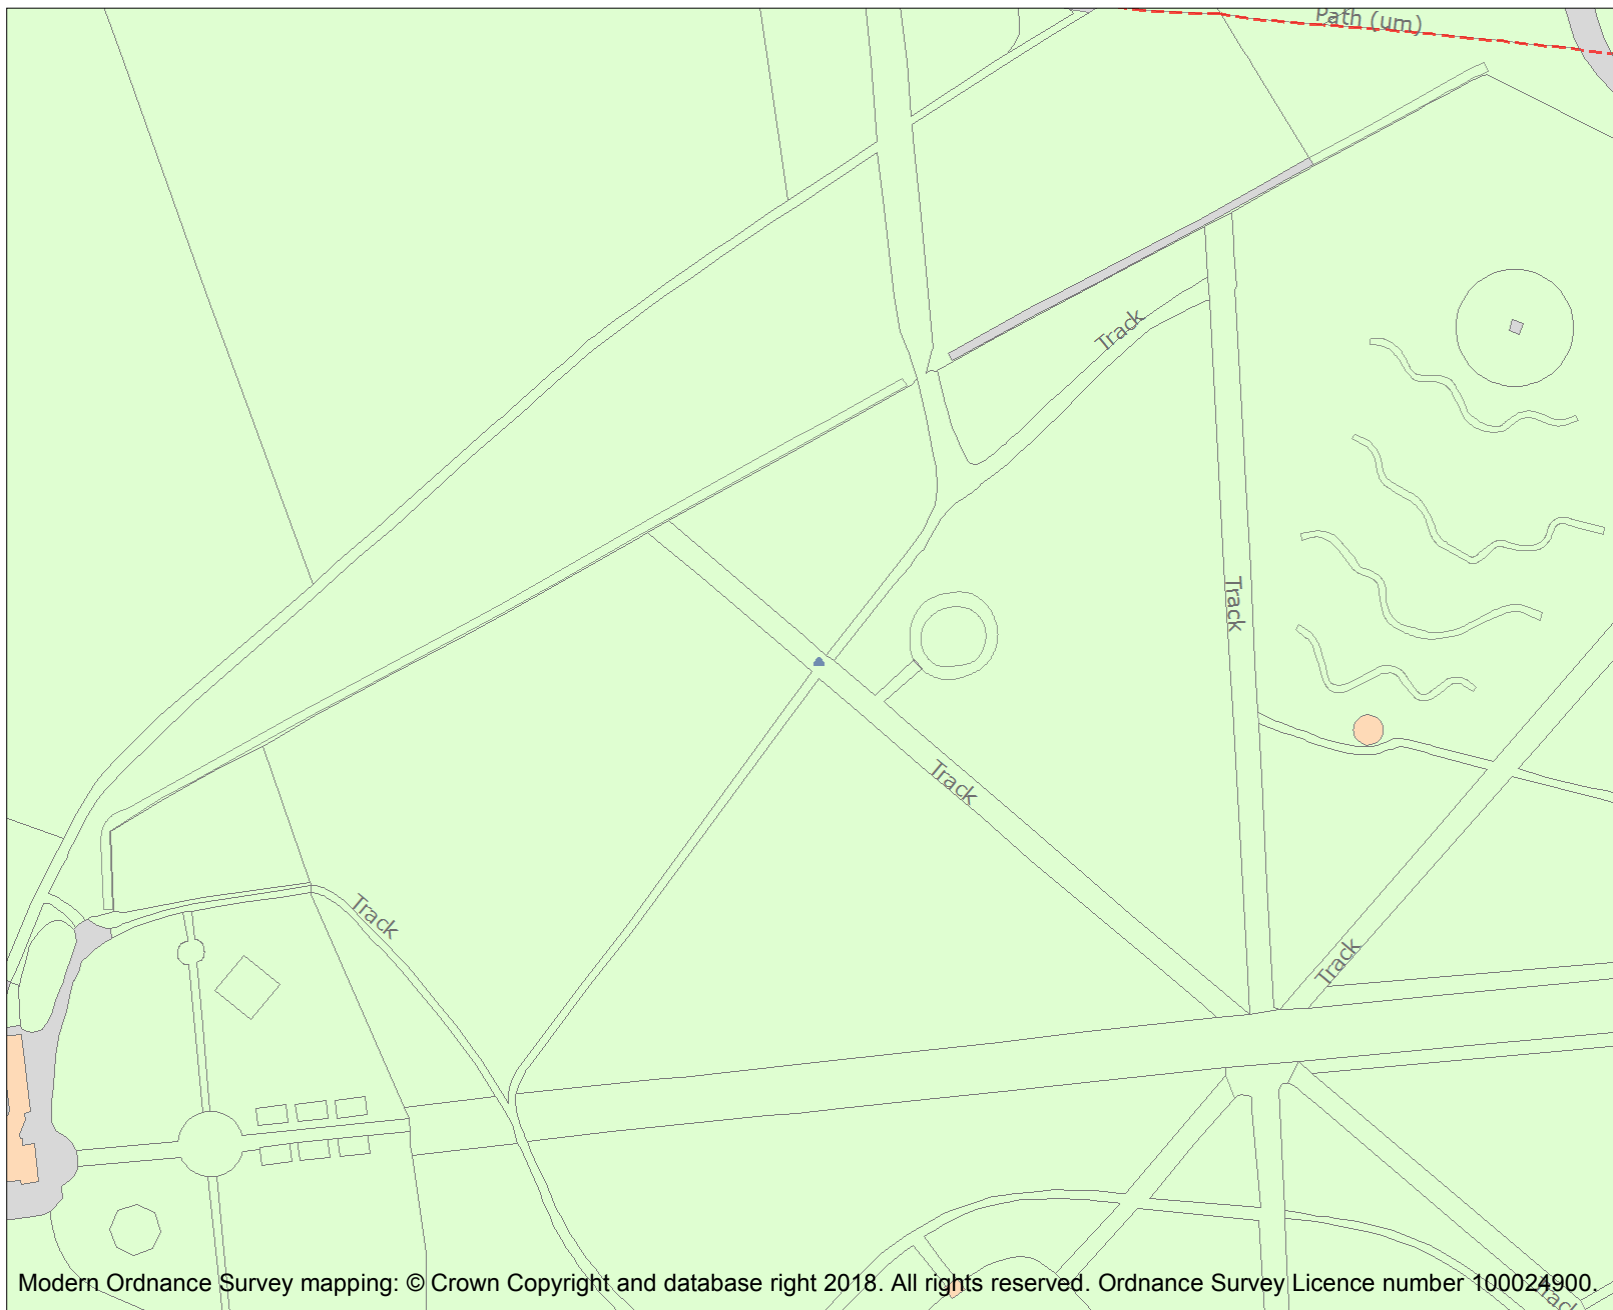 Path (um)
Track
Track
Track
Track
Track
Modern Ordnance Survey mapping: © Crown Copyright and database right 2018. All rights reserved. Ordnance Survey Licence number 100024900.
Track